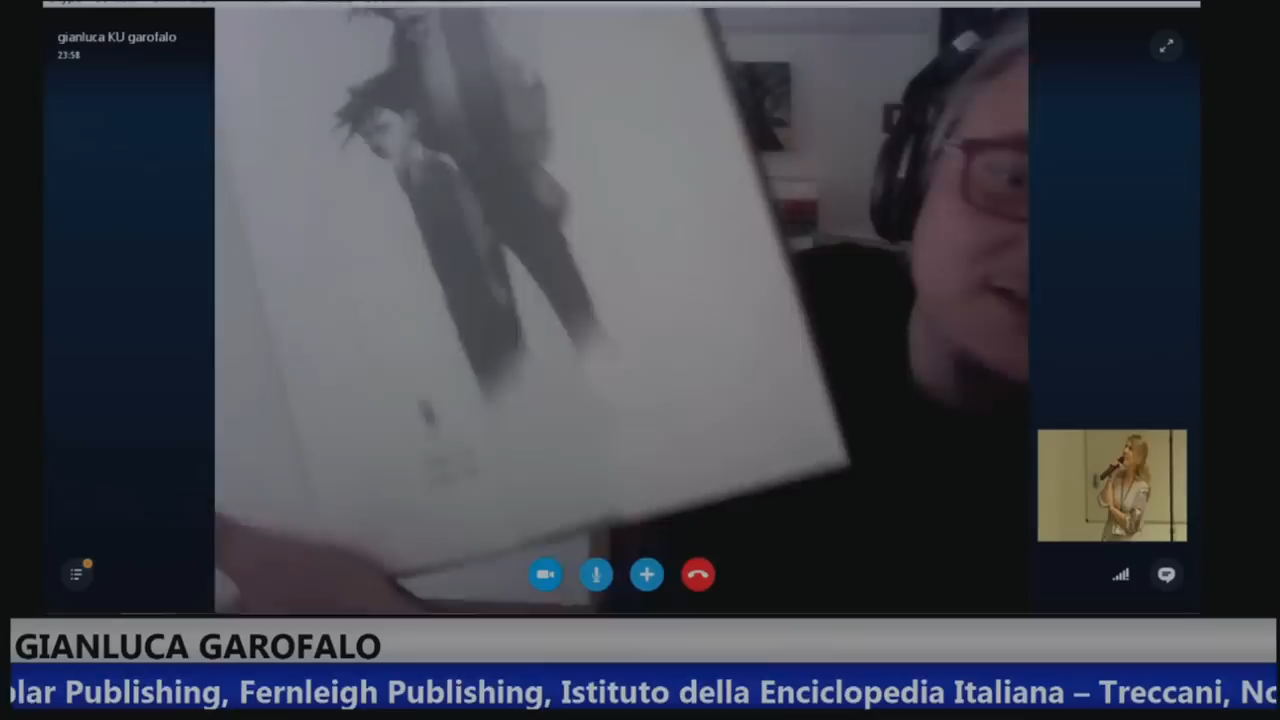 gianluca KU garofalo
23:58
GIANLUCA GAROFALO
olar Publishing, Fernleigh Publishing, Istituto della Enciclopedia Italiana – Treccani, No